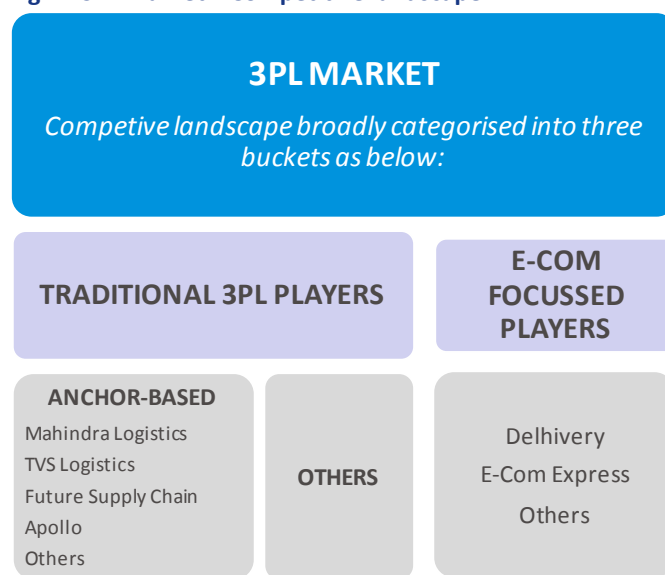 3PL MARKET
Competive landscape broadly categorised into three
buckets as below:
TRADITIONAL 3PL PLAYERS
E-COM
FOCUSSED
PLAYERS
ANCHOR-BASED
Mahindra Logistics
TVS Logistics
Future Supply Chain
Apollo
Others
OTHERS
Delhivery
E-Com Express
Others